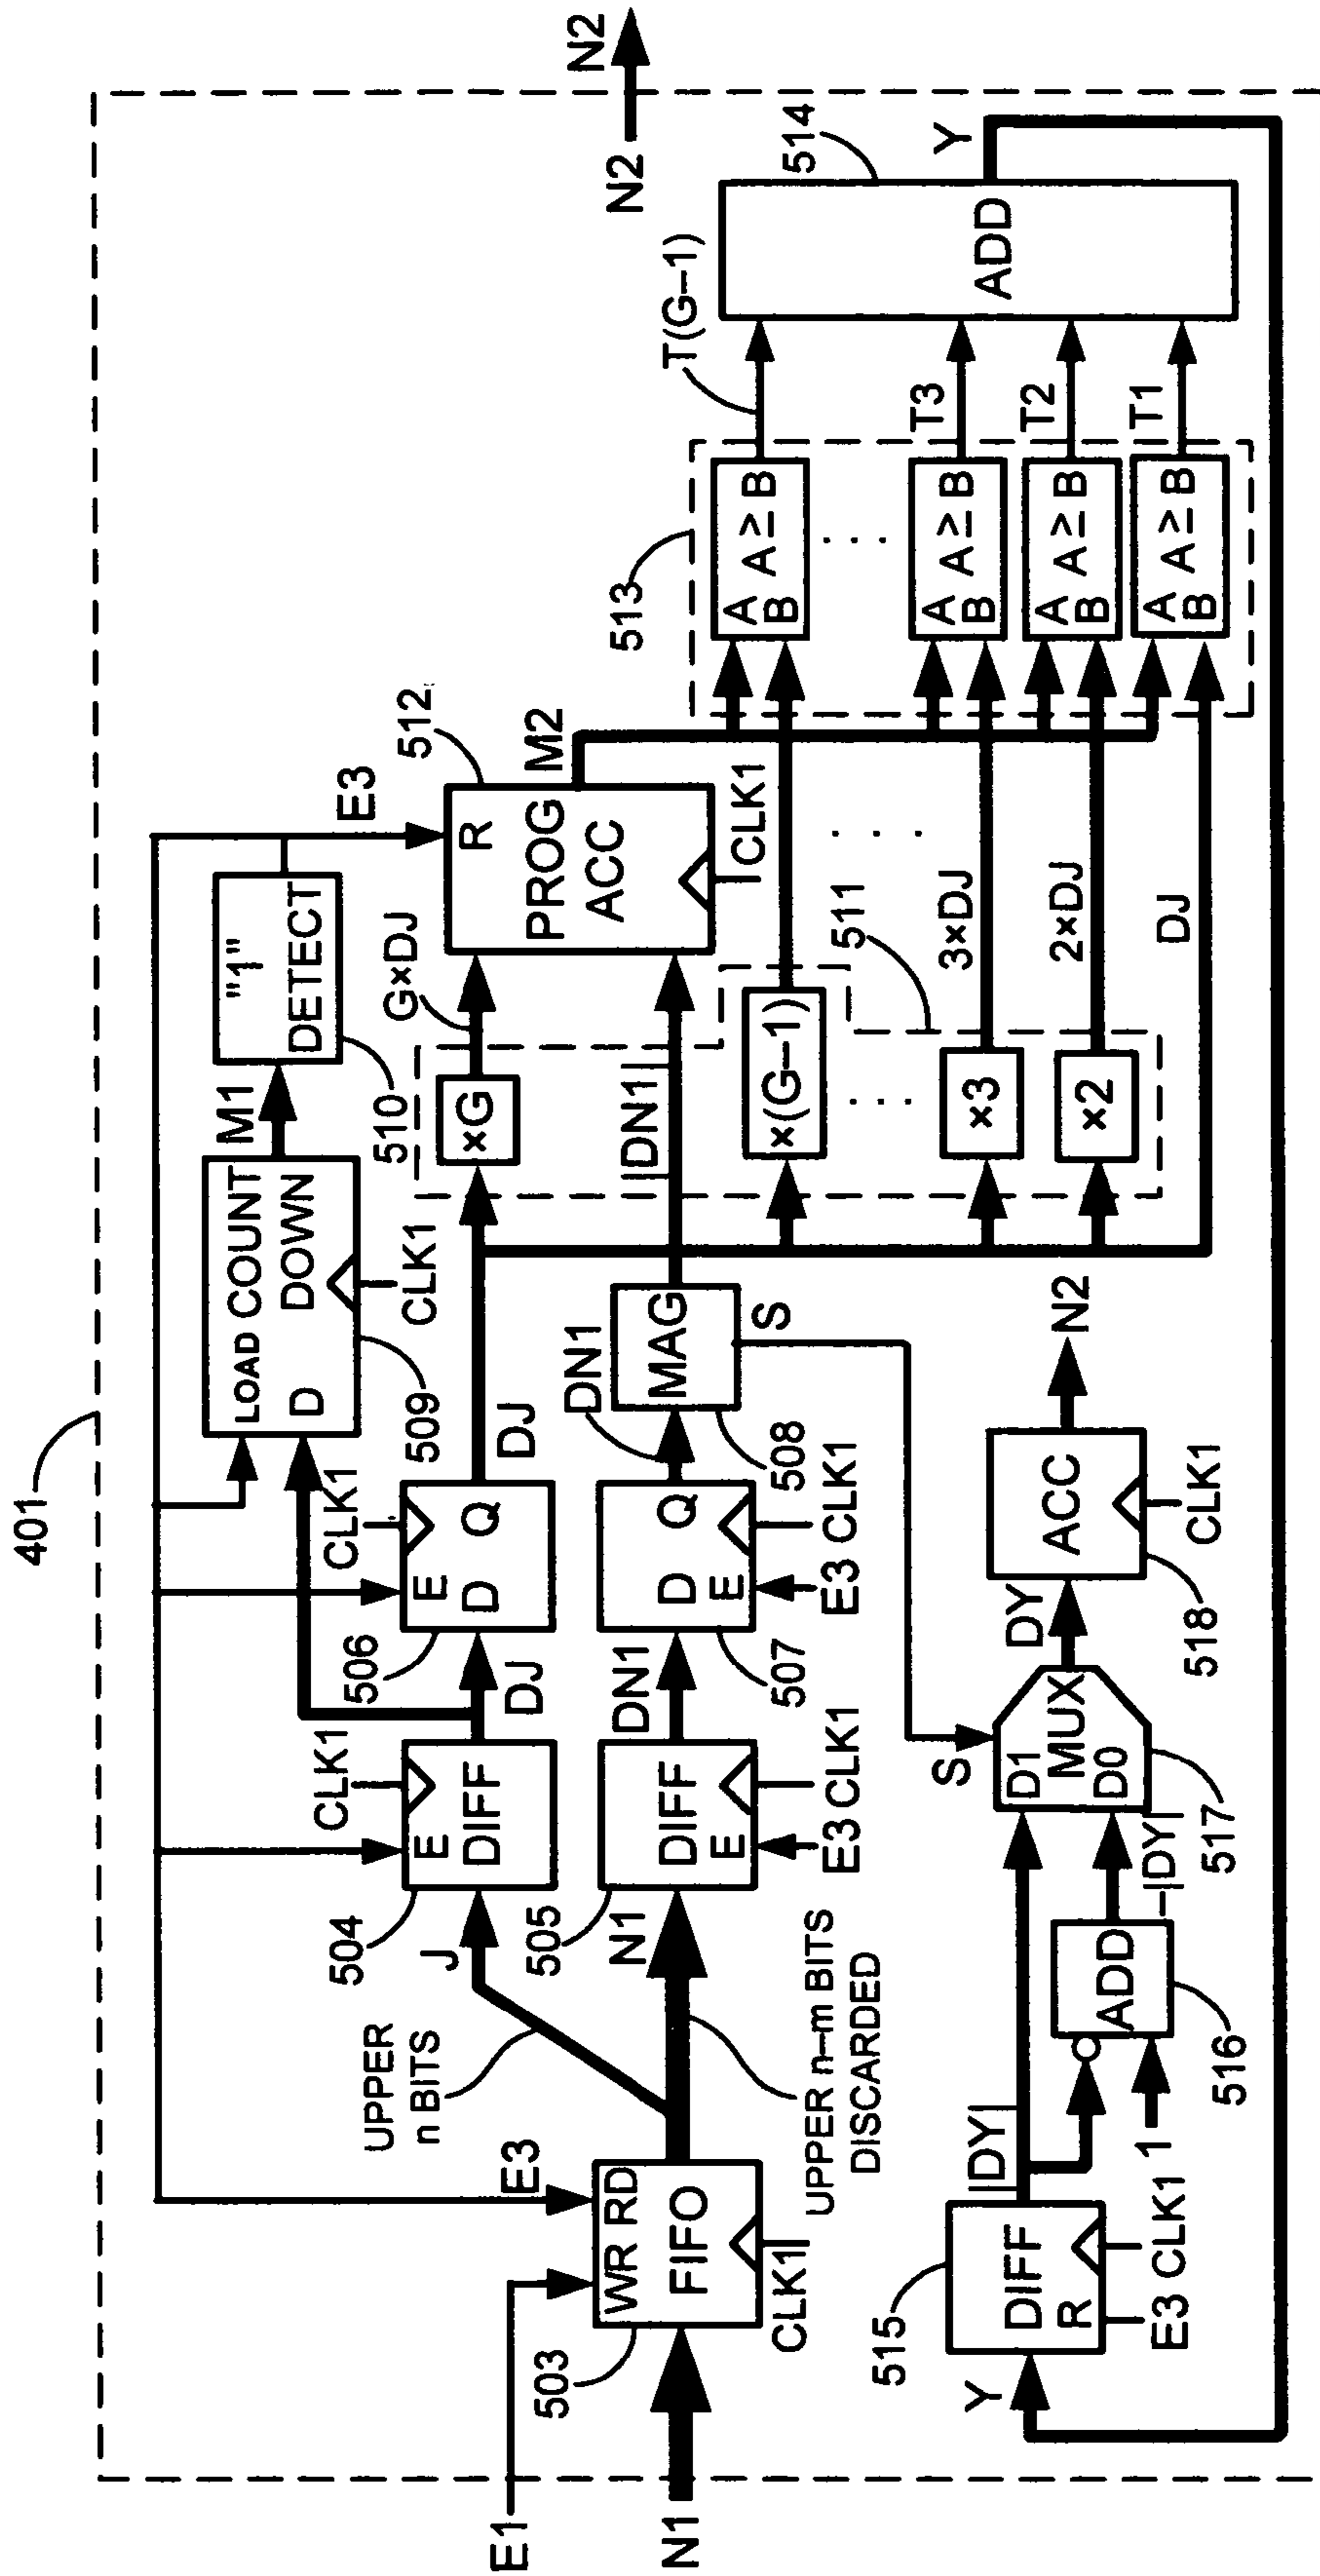 401
E1
N1
WR RD
FIFO
CLK1
503
E3
UPPER
n BITS
J
N1
UPPER n–m BITS
DISCARDED
504
E
DIFF
CLK1
505
DIFF
E
E3 CLK1
DJ
DN1
506
E
D Q
CLK1
507
D Q
E
E3 CLK1
DJ
DN1
508
MAG
S
509
LOAD COUNT
DOWN
D
CLK1
M1
510
"1"
DETECT
E3
×G
G×DJ
|DN1|
512
R
PROG
ACC
CLK1
M2
511
×(G–1)
. . .
×3
×2
3×DJ
2×DJ
DJ
. . .
513
A A ≥ B
B
. . .
A A ≥ B
B
A A ≥ B
B
A A ≥ B
B
T(G–1)
T3
T2
T1
514
ADD
Y
N2
N2
Y
515
DIFF
R
E3 CLK1
|DY|
1
516
ADD
–|DY|
S
D1
MUX
D0
517
DY
518
ACC
CLK1
N2